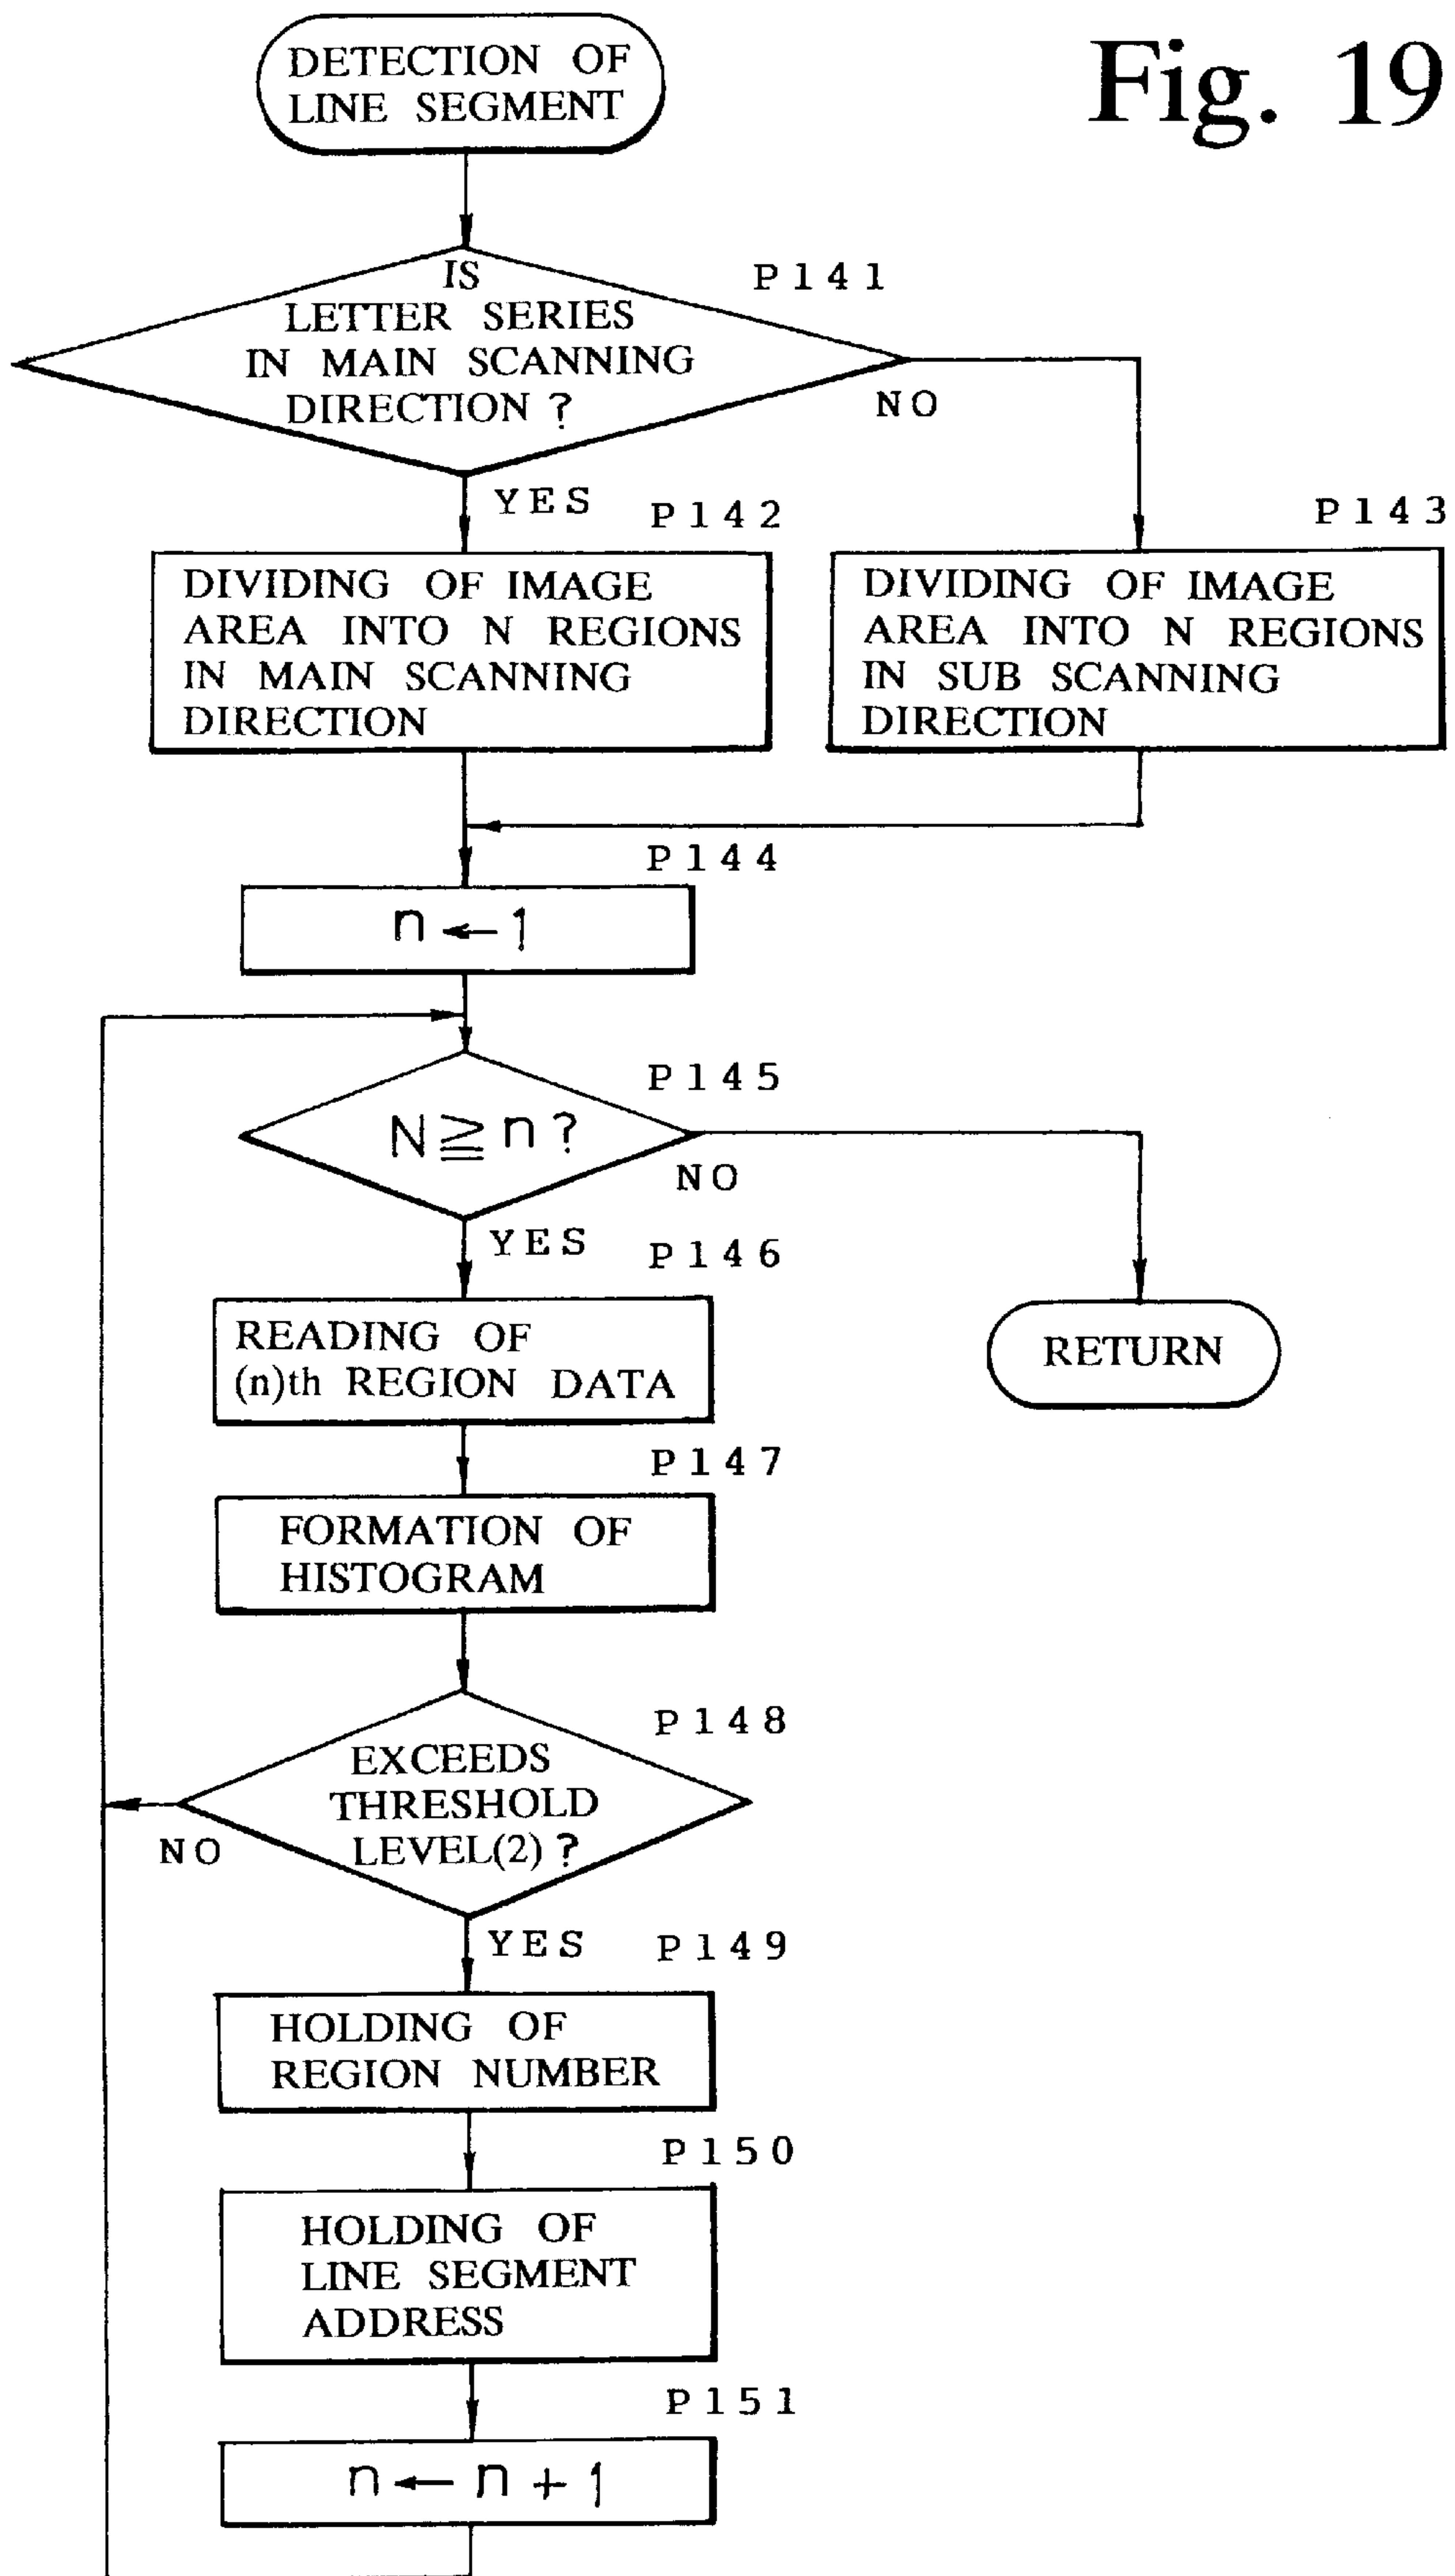 Fig. 19
DETECTION OF
LINE SEGMENT
IS
LETTER SERIES
IN MAIN SCANNING
DIRECTION ?
P141
NO
YES
P142
DIVIDING OF IMAGE
AREA INTO N REGIONS
IN MAIN SCANNING
DIRECTION
P143
DIVIDING OF IMAGE
AREA INTO N REGIONS
IN SUB SCANNING
DIRECTION
P144
n ← 1
P145
N ≧ n ?
NO
YES
RETURN
P146
READING OF
(n)th REGION DATA
P147
FORMATION OF
HISTOGRAM
P148
EXCEEDS
THRESHOLD
LEVEL(2) ?
NO
YES
P149
HOLDING OF
REGION NUMBER
P150
HOLDING OF
LINE SEGMENT
ADDRESS
P151
n ← n + 1